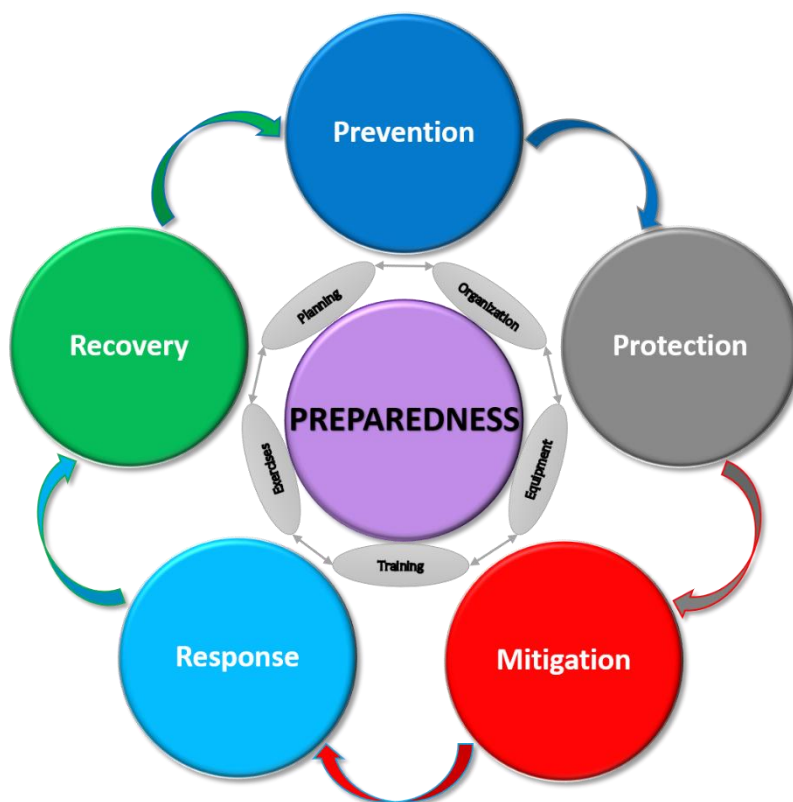 Prevention
Protection
Mitigation
Response
Recovery
PREPAREDNESS
Planning
Organization
Equipment
Training
Exercises